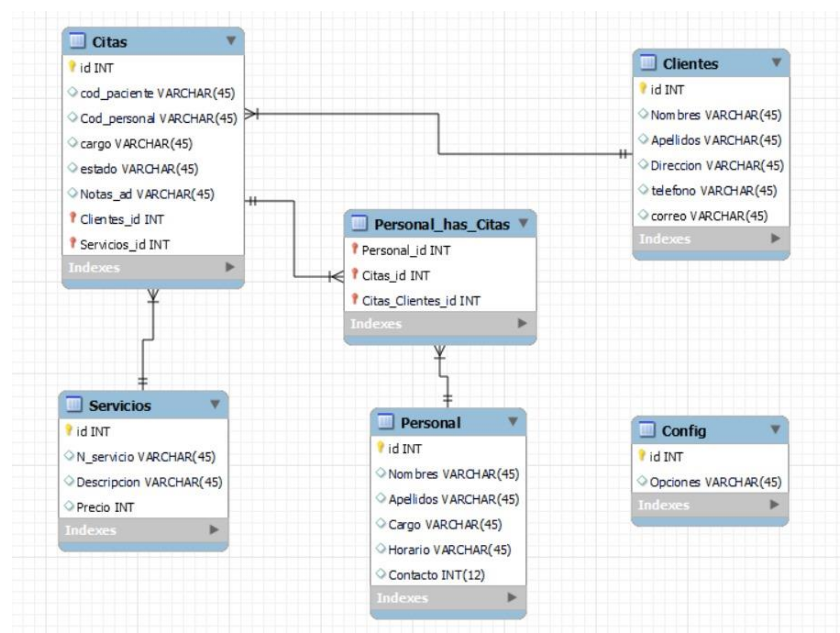 Citas
id INT
cod_paciente VARCHAR(45)
Cod_personal VARCHAR(45)
cargo VARCHAR(45)
estado VARCHAR(45)
Notas_ad VARCHAR(45)
Clientes_id INT
Servicios_id INT
Indexes
Clientes
id INT
Nombres VARCHAR(45)
Apellidos VARCHAR(45)
Direccion VARCHAR(45)
telefono VARCHAR(45)
correo VARCHAR(45)
Indexes
Personal_has_Citas
Personal_id INT
Citas_id INT
Citas_Clientes_id INT
Indexes
Servicios
id INT
N_servicio VARCHAR(45)
Descripcion VARCHAR(45)
Precio INT
Indexes
Personal
id INT
Nombres VARCHAR(45)
Apellidos VARCHAR(45)
Cargo VARCHAR(45)
Horario VARCHAR(45)
Contacto INT(12)
Indexes
Config
id INT
Opciones VARCHAR(45)
Indexes